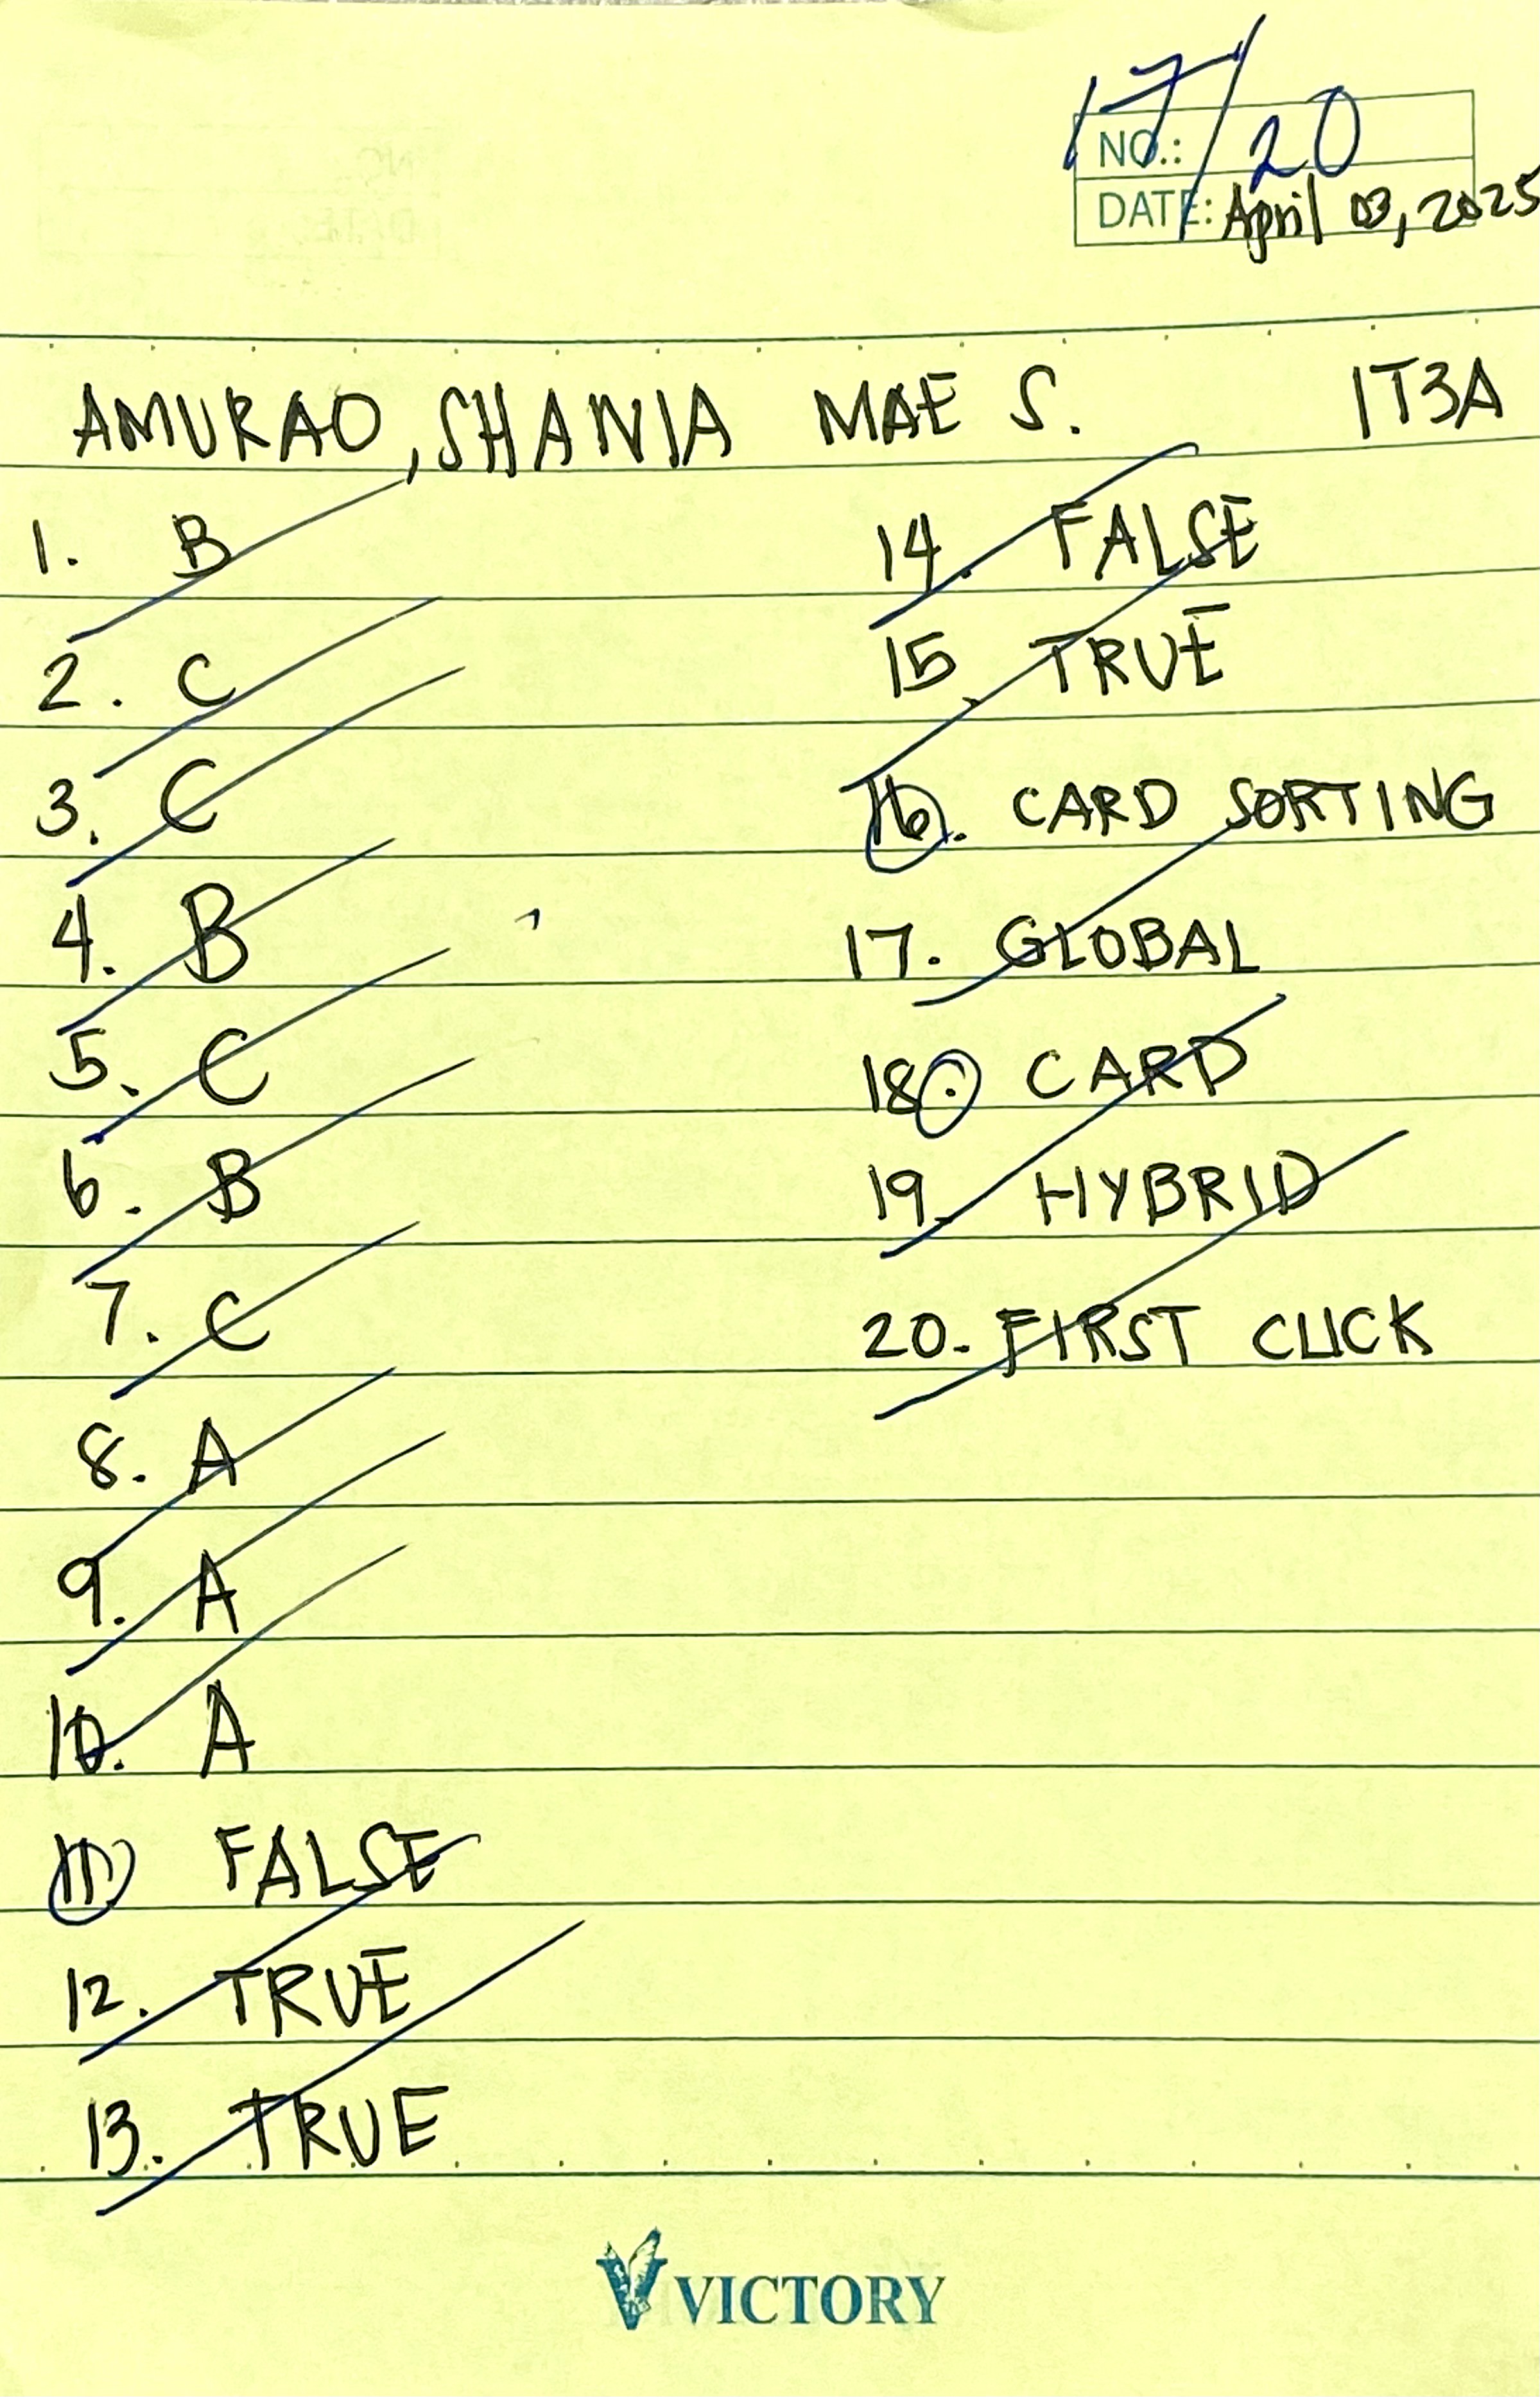 17/20
NO.:
DATE: April 03, 2025
AMURAO, SHANIA MAE S. IT3A
1. B
2. C
3. C
4. B
5. C
6. B
7. C
8. A
9. A
10. A
11. FALSE
12. TRUE
13. TRUE
14. FALSE
15. TRUE
16. CARD SORTING
17. GLOBAL
18. CARD
19. HYBRID
20. FIRST CLICK
VICTORY